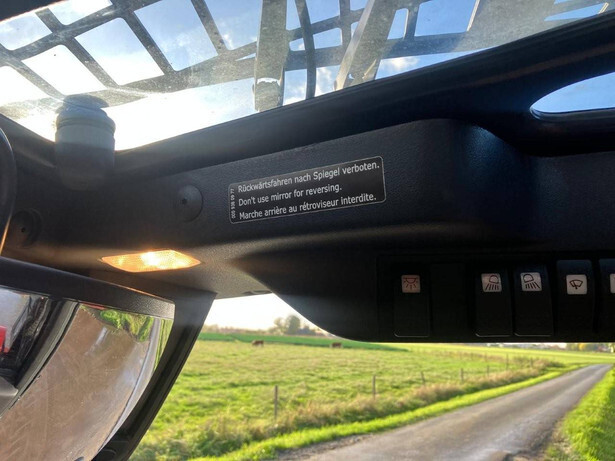 Rückwärtsfahren nach Spiegel verboten.
Don't use mirror for reversing.
Marche arrière au rétroviseur interdite.